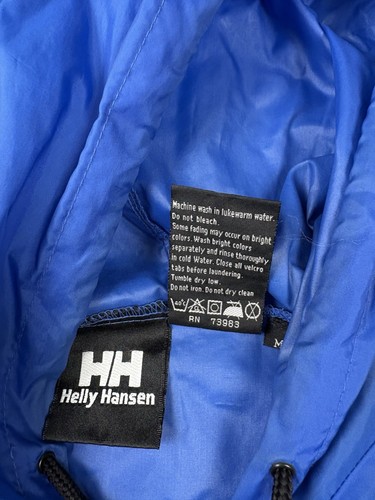 Machine wash in lukewarm water.
Do not bleach.
Some fading may occur on bright
colors. Wash bright colors
separately and rinse thoroughly
in cold Water. Close all velcro
tabs before laundering.
Tumble dry low.
Do not iron. Do not dry clean
40°C
RN 73983
M
HH
Helly Hansen